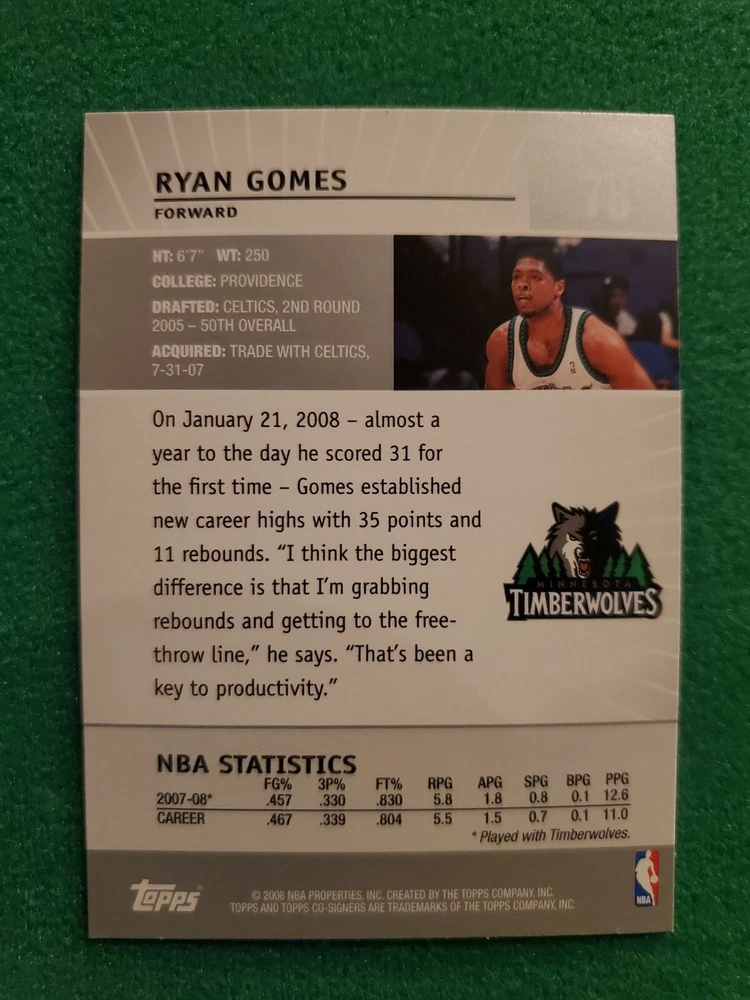 RYAN GOMES
FORWARD
HT: 6'7" WT: 250
COLLEGE: PROVIDENCE
DRAFTED: CELTICS, 2ND ROUND
2005 – 50TH OVERALL
ACQUIRED: TRADE WITH CELTICS,
7-31-07
On January 21, 2008 – almost a
year to the day he scored 31 for
the first time – Gomes established
new career highs with 35 points and
11 rebounds. “I think the biggest
difference is that I’m grabbing
rebounds and getting to the free-
throw line,” he says. “That’s been a
key to productivity.”
MINNESOTA
TIMBERWOLVES
NBA STATISTICS
FG% 3P% FT% RPG APG SPG BPG PPG
2007-08* .457 .330 .830 5.8 1.8 0.8 0.1 12.6
CAREER .467 .339 .804 5.5 1.5 0.7 0.1 11.0
* Played with Timberwolves.
Topps
© 2008 NBA PROPERTIES, INC. CREATED BY THE TOPPS COMPANY, INC.
TOPPS AND TOPPS CO-SIGNERS ARE TRADEMARKS OF THE TOPPS COMPANY, INC.
NBA